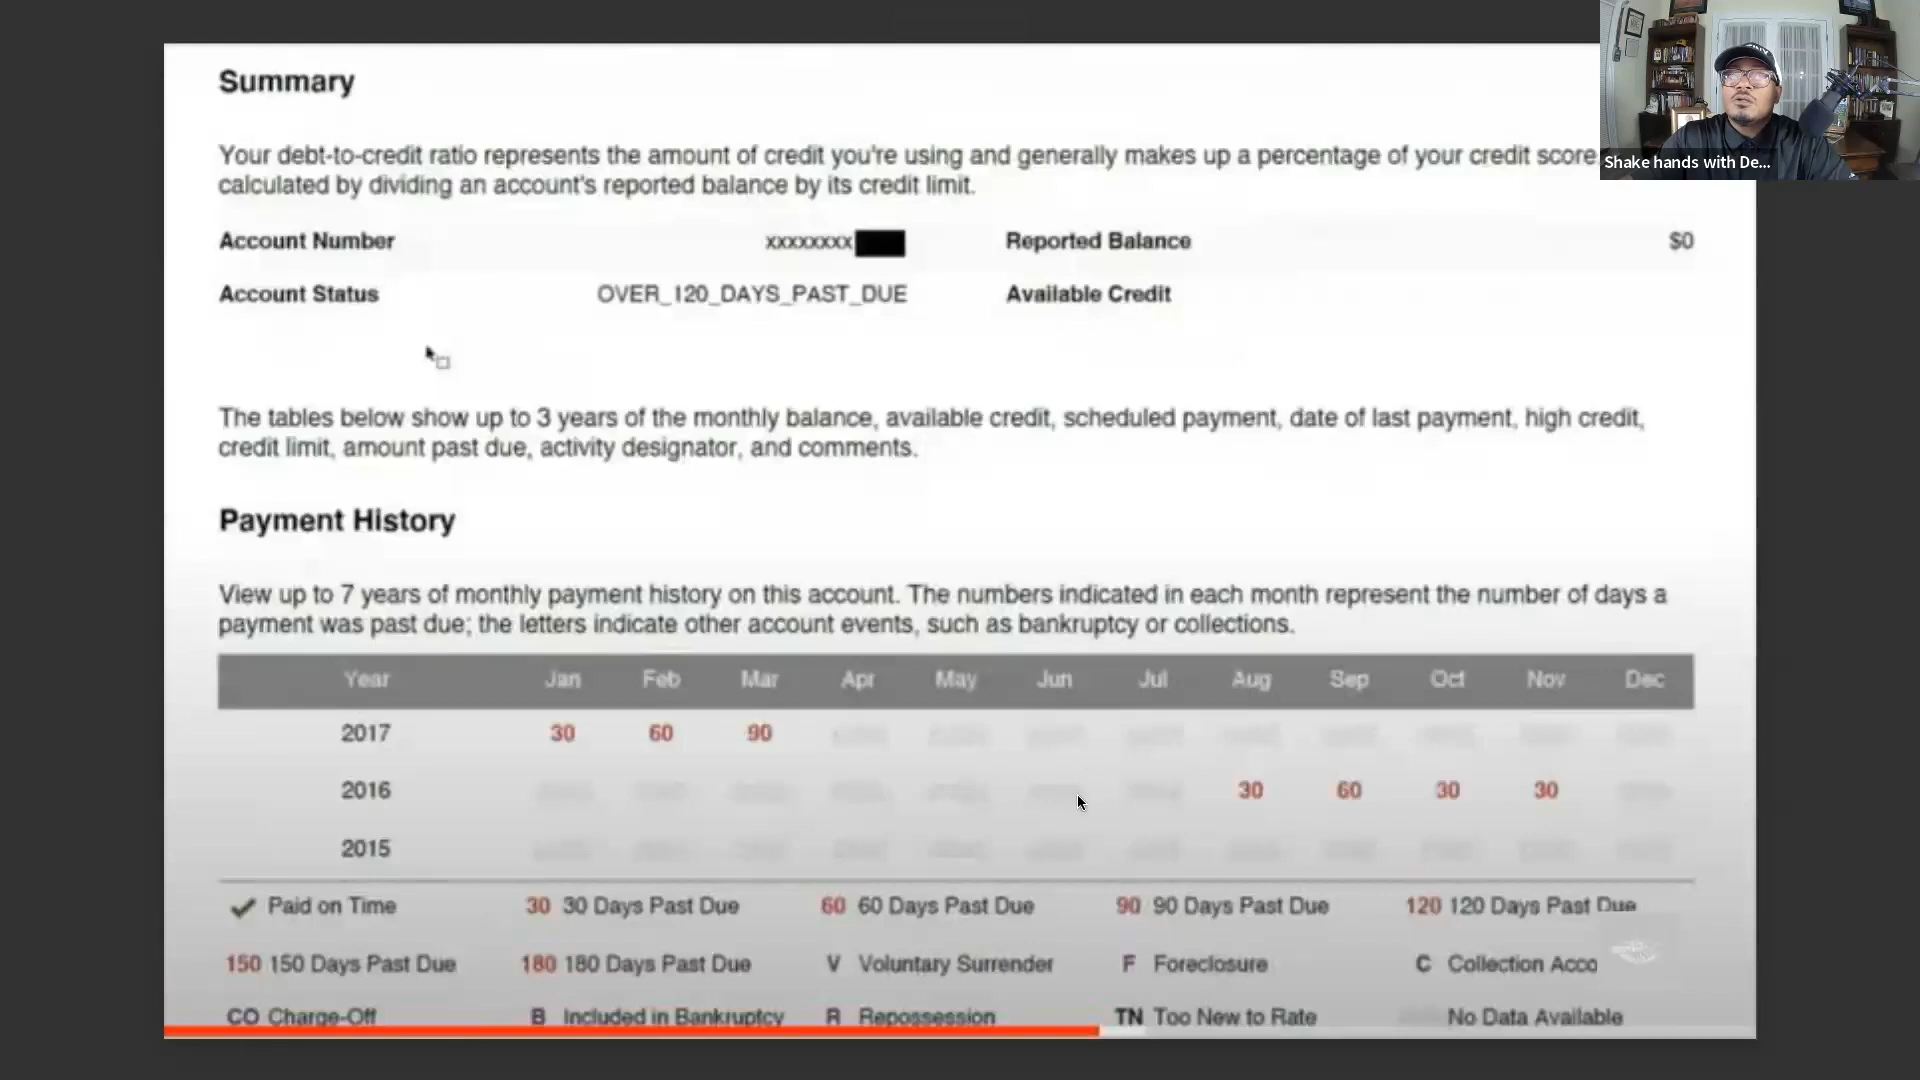 Summary
Your debt-to-credit ratio represents the amount of credit you're using and generally makes up a percentage of your credit score
calculated by dividing an account's reported balance by its credit limit.
Account Number xxxxxxxx Reported Balance $0
Account Status OVER_120_DAYS_PAST_DUE Available Credit
The tables below show up to 3 years of the monthly balance, available credit, scheduled payment, date of last payment, high credit,
credit limit, amount past due, activity designator, and comments.
Payment History
View up to 7 years of monthly payment history on this account. The numbers indicated in each month represent the number of days a
payment was past due; the letters indicate other account events, such as bankruptcy or collections.
Year Jan Feb Mar Apr May Jun Jul Aug Sep Oct Nov Dec
2017 30 60 90
2016 30 60 30 30
2015
Paid on Time 30 30 Days Past Due 60 60 Days Past Due 90 90 Days Past Due 120 120 Days Past Due
150 150 Days Past Due 180 180 Days Past Due V Voluntary Surrender F Foreclosure C Collection Acco
CO Charge-Off B Included in Bankruptcy R Repossession TN Too New to Rate No Data Available
Shake hands with De...